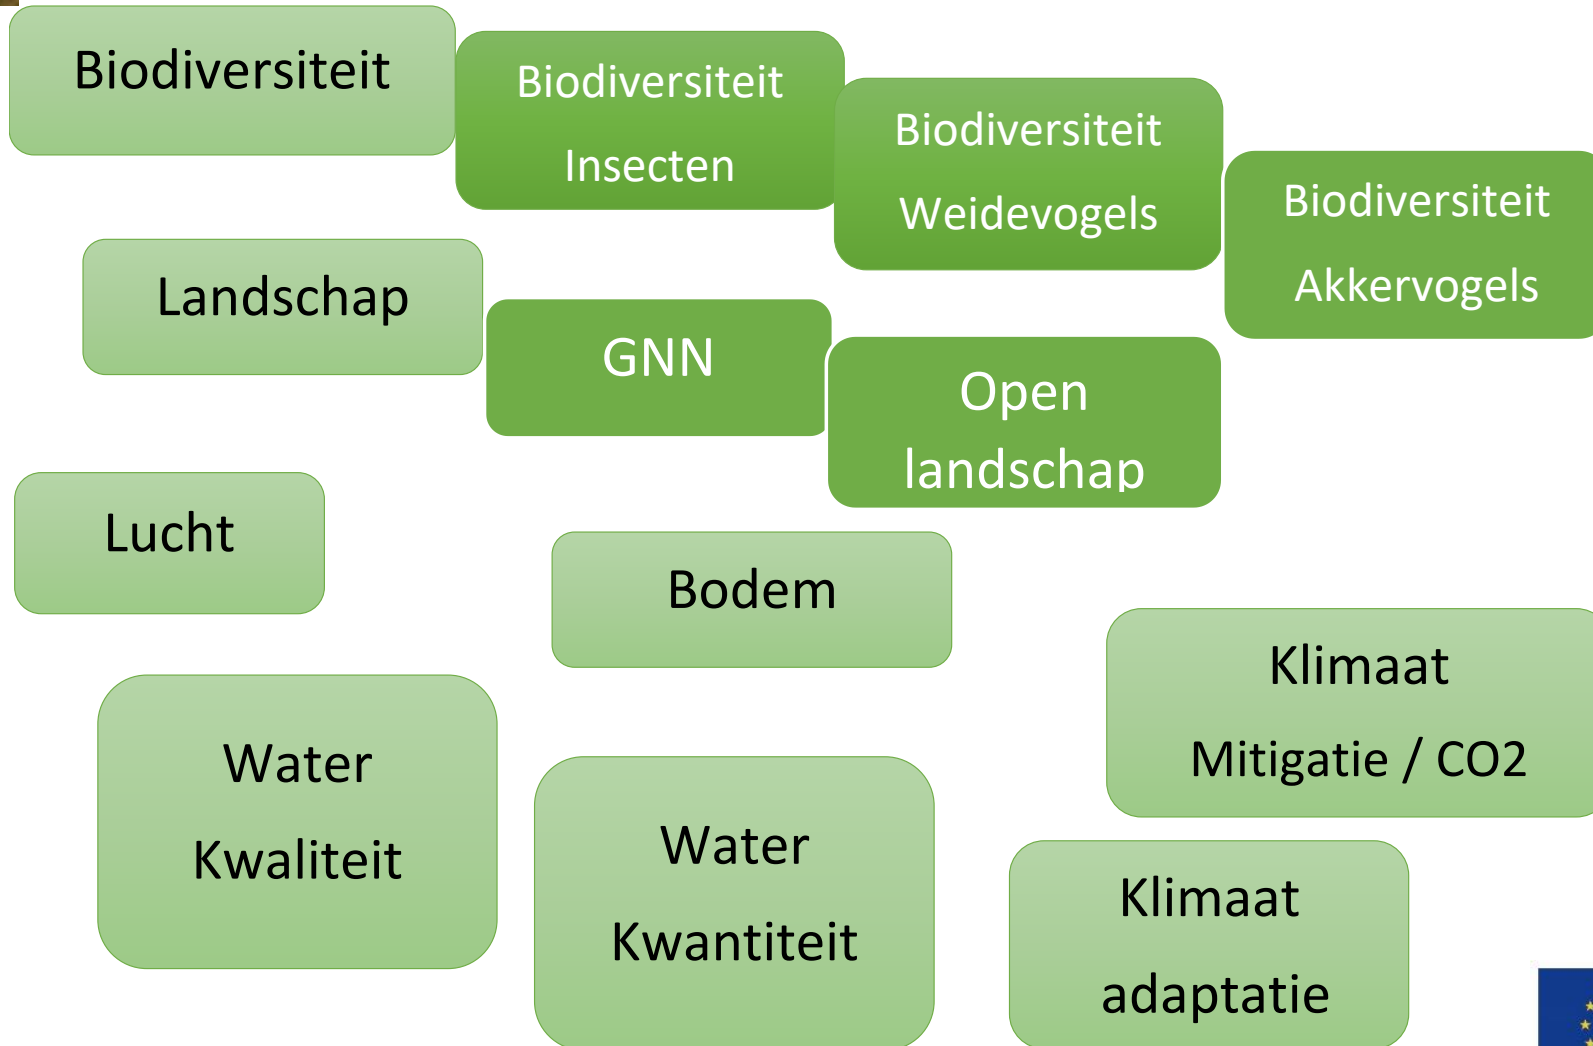 Biodiversiteit
Biodiversiteit
Insecten
Biodiversiteit
Weidevogels
Biodiversiteit
Akkervogels
Landschap
GNN
Open
landschap
Lucht
Bodem
Klimaat
Mitigatie / CO2
Water
Kwaliteit
Water
Kwantiteit
Klimaat
adaptatie